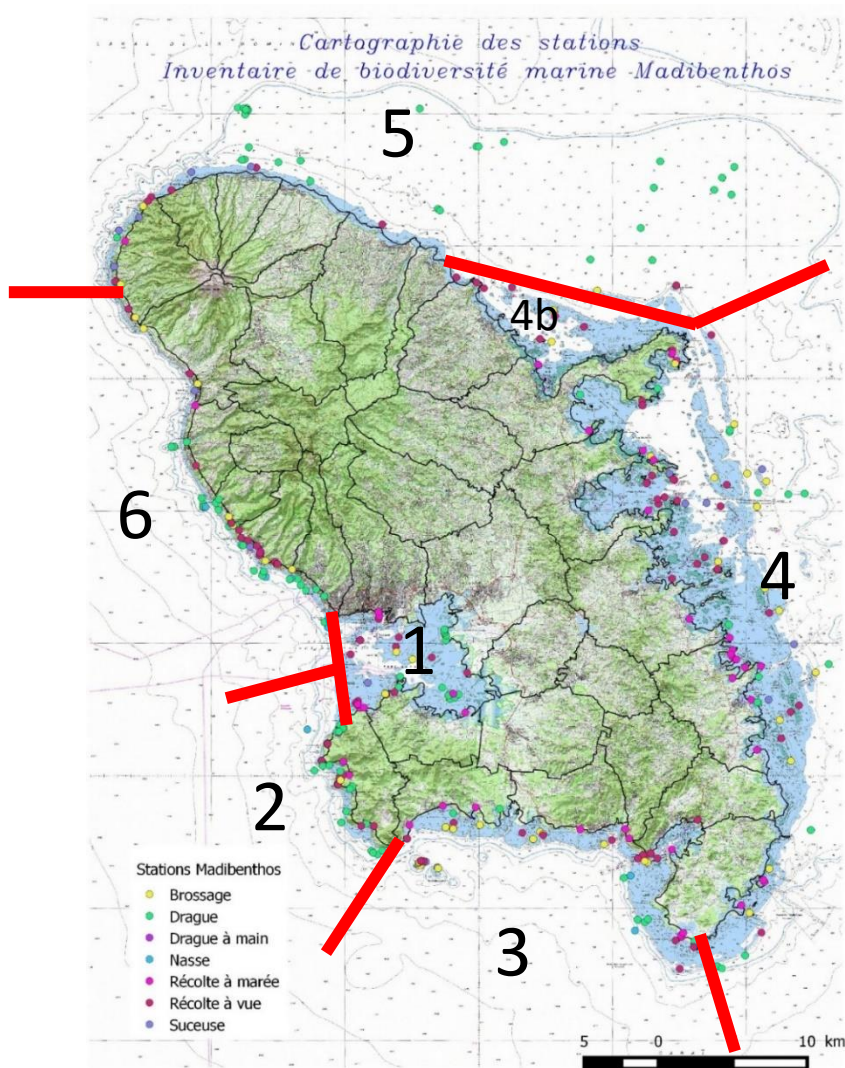 Cartographie des stations
Inventaire de biodiversité marine Madibenthos
5
4b
6
4
1
2
3
Stations Madibenthos
Brossage
Drague
Drague à main
Nasse
Récolte à marée
Récolte à vue
Suceuse
5 0 10 km